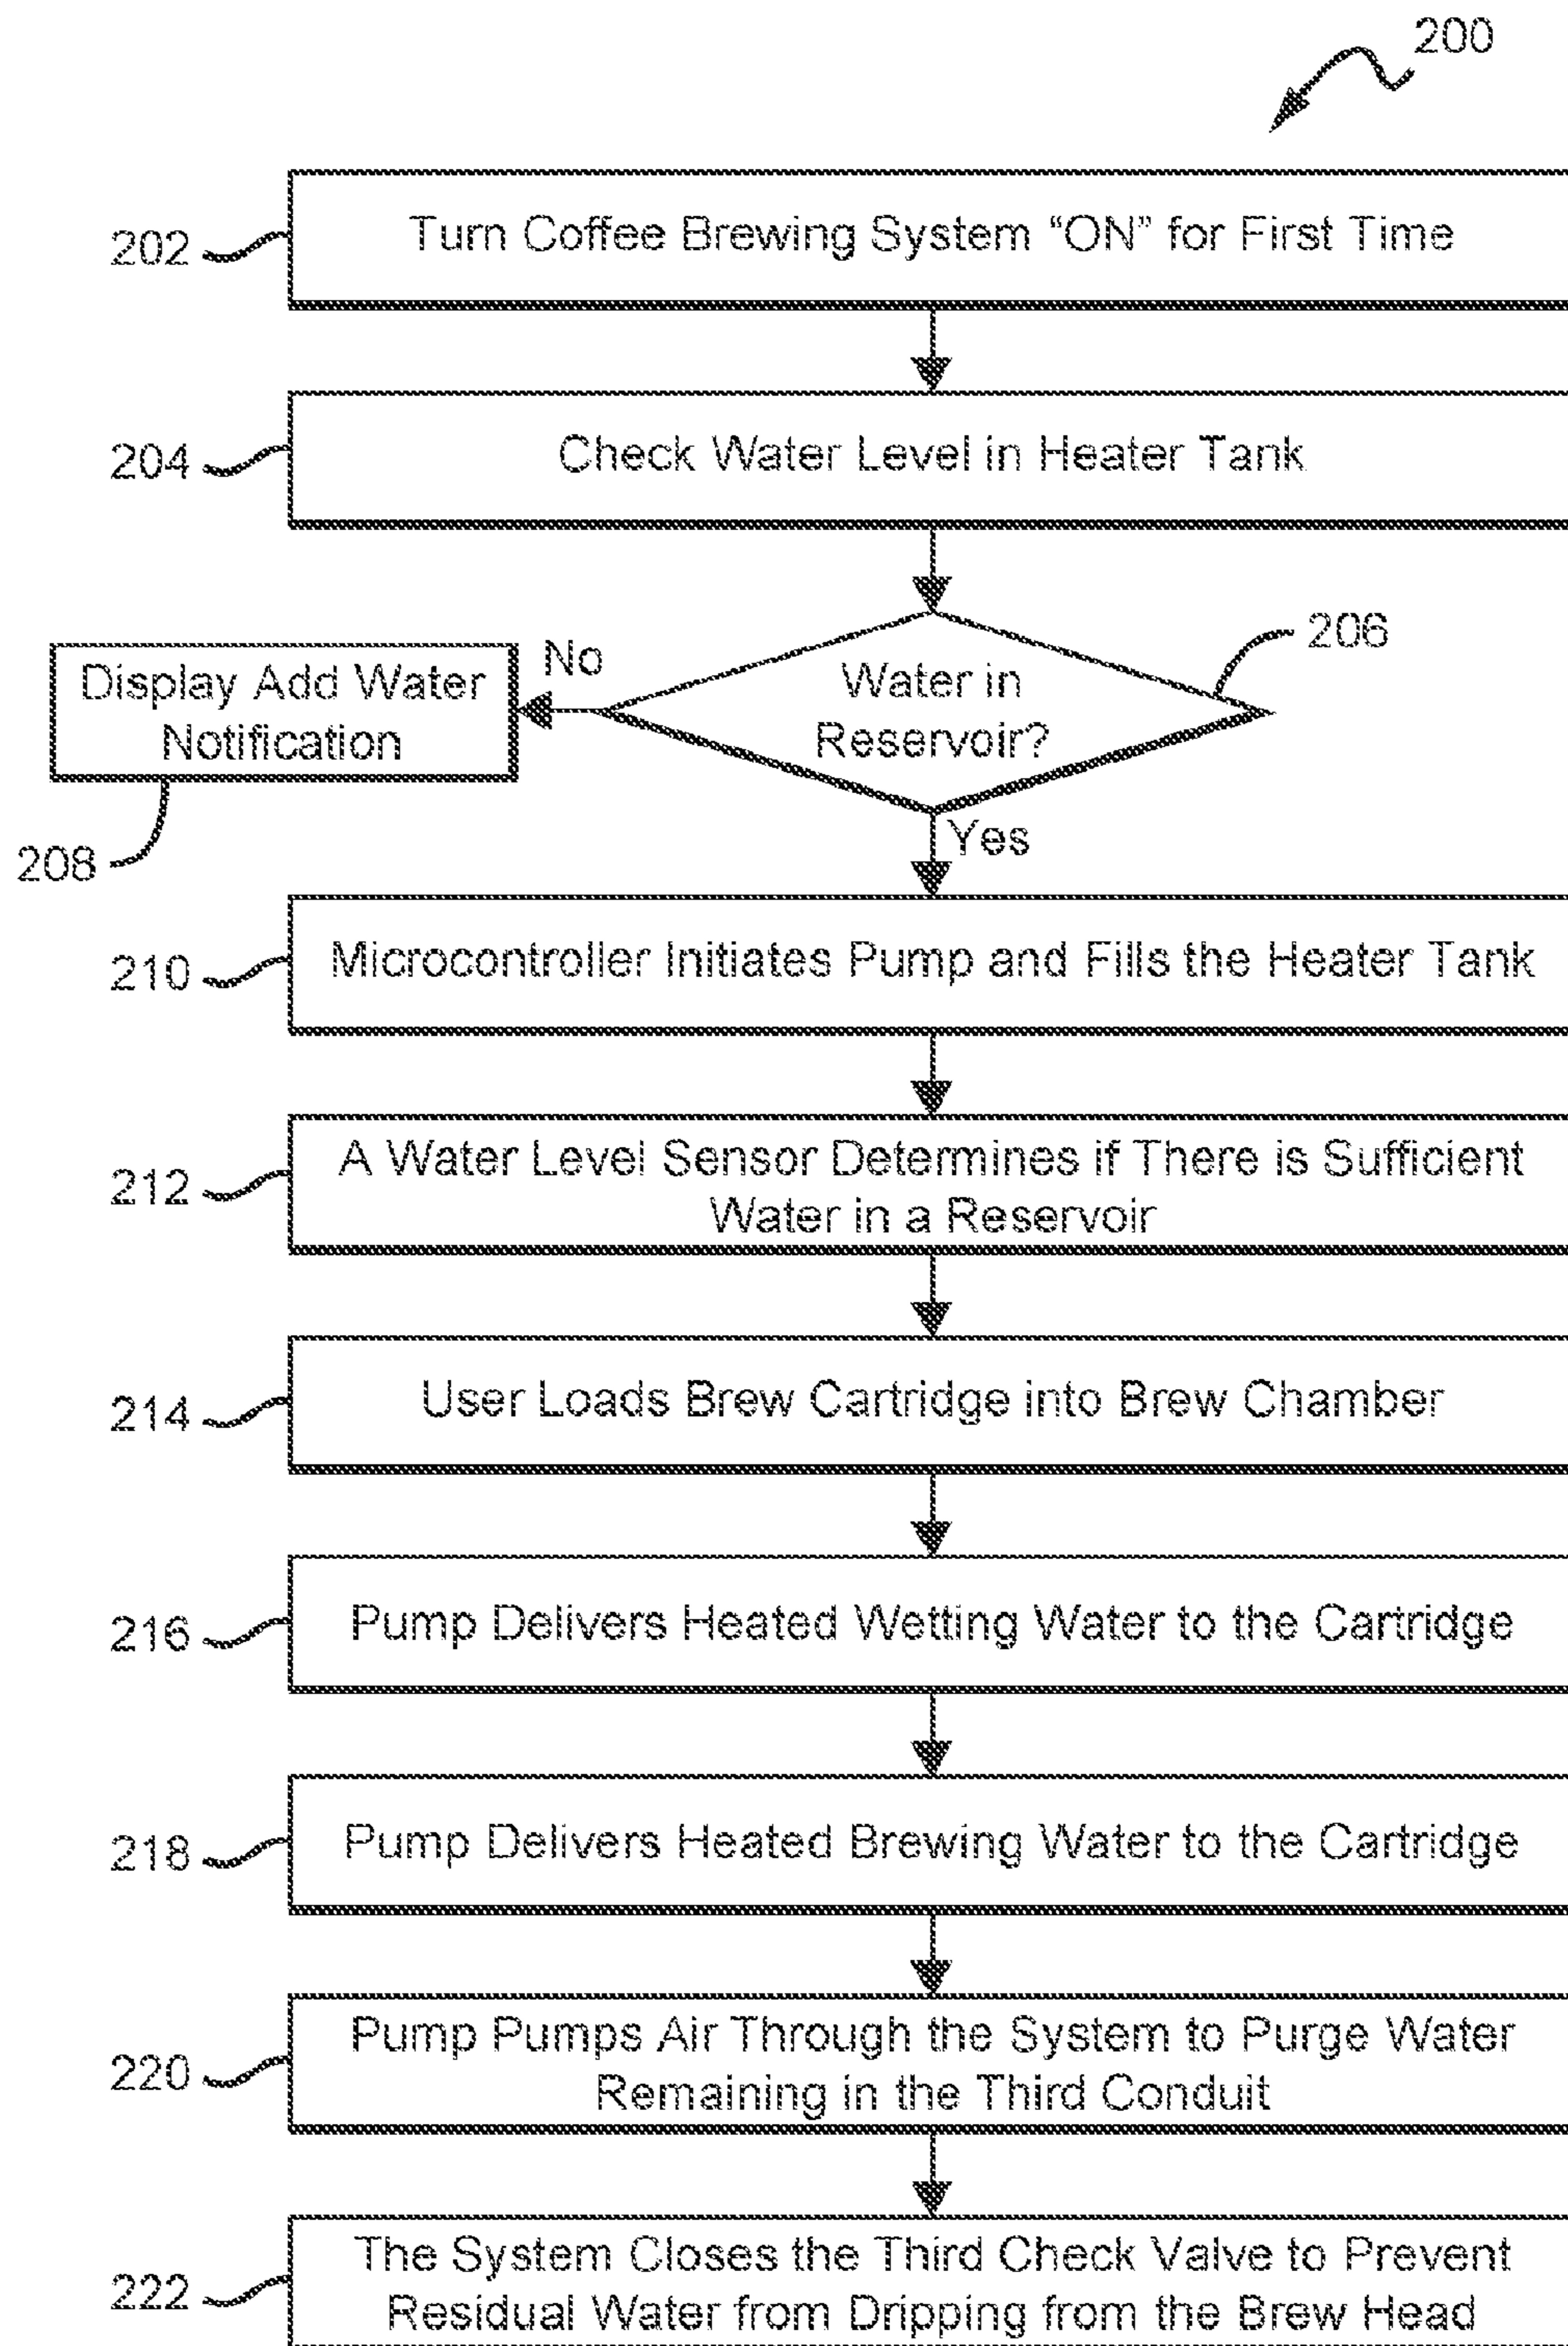 200
202
Turn Coffee Brewing System “ON” for First Time
204
Check Water Level in Heater Tank
206
Water in
Reservoir?
No
Display Add Water
Notification
208
Yes
210
Microcontroller Initiates Pump and Fills the Heater Tank
212
A Water Level Sensor Determines if There is Sufficient
Water in a Reservoir
214
User Loads Brew Cartridge into Brew Chamber
216
Pump Delivers Heated Wetting Water to the Cartridge
218
Pump Delivers Heated Brewing Water to the Cartridge
220
Pump Pumps Air Through the System to Purge Water
Remaining in the Third Conduit
222
The System Closes the Third Check Valve to Prevent
Residual Water from Dripping from the Brew Head